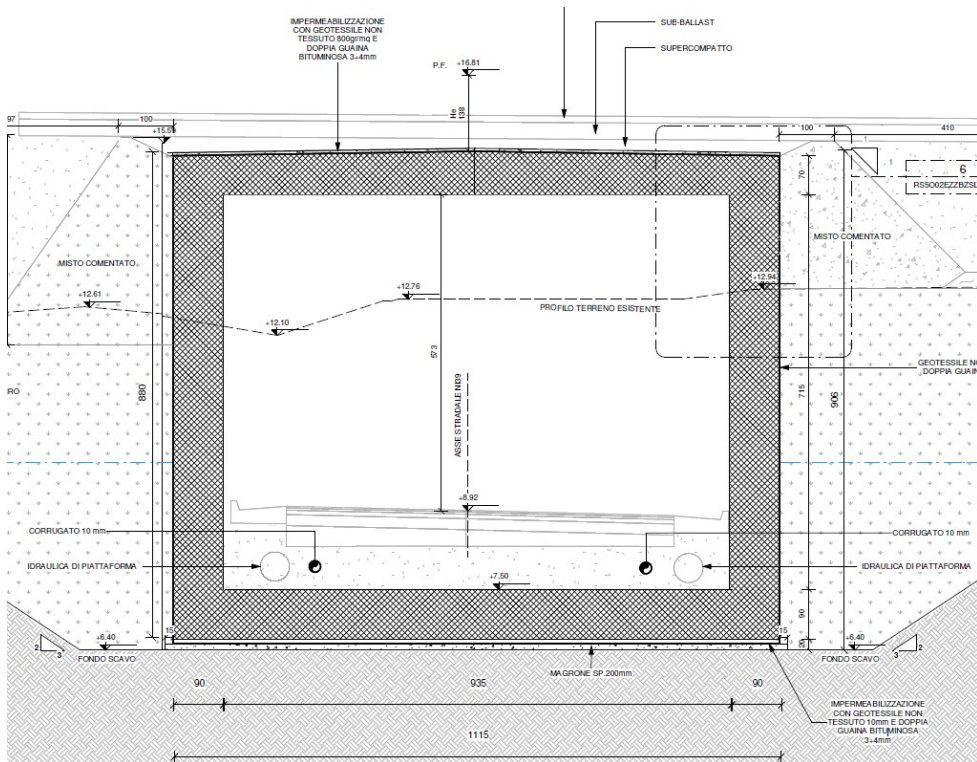 IMPERMEABILIZZAZIONE
CON GEOTESSILE NON
TESSUTO 800gr/mq E
DOPPIA GUAINA
BITUMINOSA 3+4mm
SUB-BALLAST
SUPERCOMPATTO
P.F.
+16.81
He
138
97
100
+15.59
100
410
1
1
6
RS5O02EZZBZSL
70
MISTO COMENTATO
MISTO COMENTATO
+12.61
+12.10
+12.76
+12.94
PROFILO TERRENO ESISTENTE
573
ASSE STRADALE NI39
GEOTESSILE NO
DOPPIA GUAIN
880
715
906
RO
+8.92
CORRUGATO 10 mm
CORRUGATO 10 mm
IDRAULICA DI PIATTAFORMA
IDRAULICA DI PIATTAFORMA
+7.50
90
20
15
15
+6.40
+6.40
2
3
3
2
FONDO SCAVO
FONDO SCAVO
MAGRONE SP.200mm
90
935
90
1115
IMPERMEABILIZZAZIONE
CON GEOTESSILE NON
TESSUTO 10mm E DOPPIA
GUAINA BITUMINOSA
3+4mm